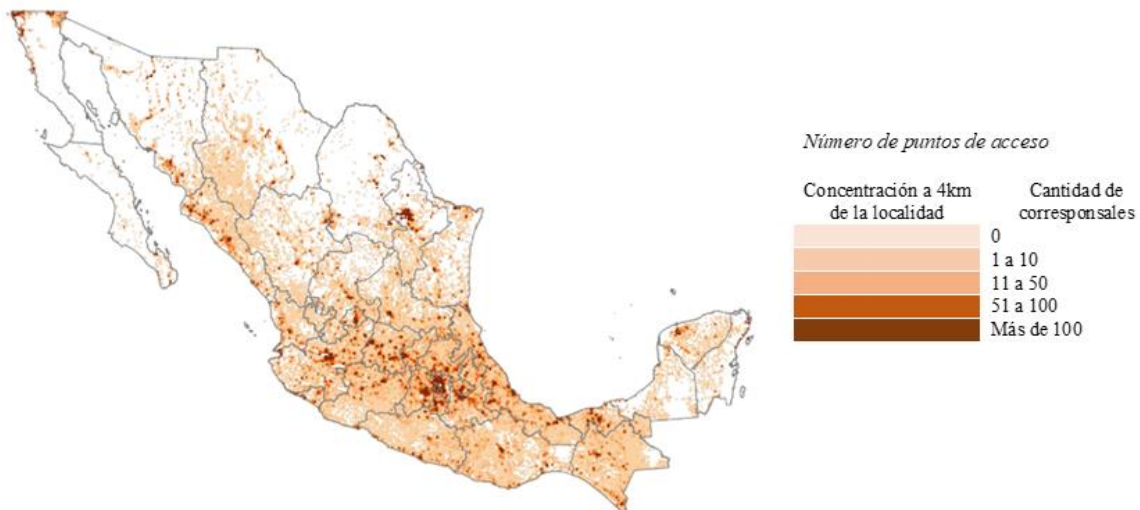 Número de puntos de acceso
Concentración a 4km Cantidad de
de la localidad corresponsales
0
1 a 10
11 a 50
51 a 100
Más de 100